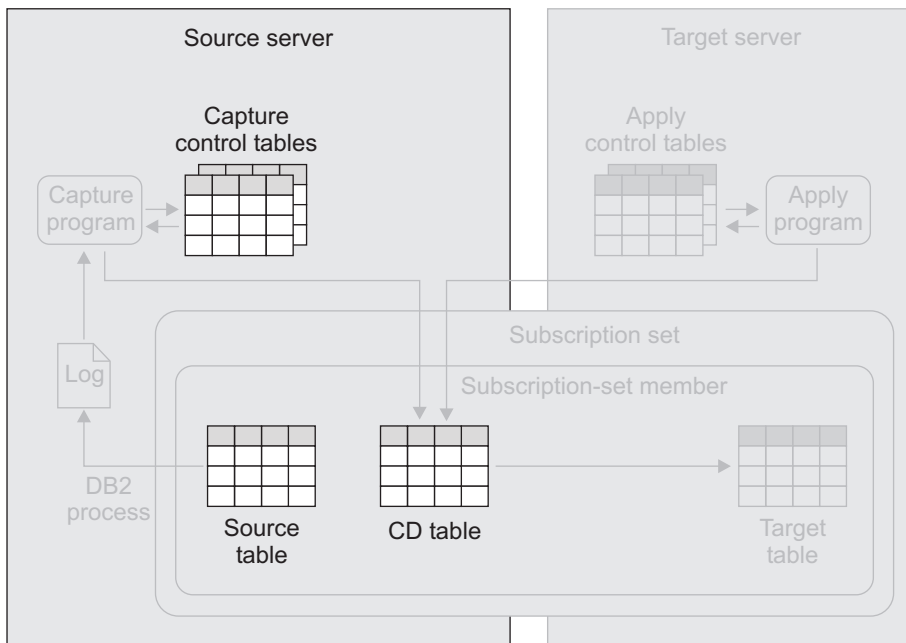 Source server
Target server
Capture
control tables
Apply
control tables
Capture
program
Apply
program
Subscription set
Log
Subscription-set member
DB2
process
Source
table
CD table
Target
table